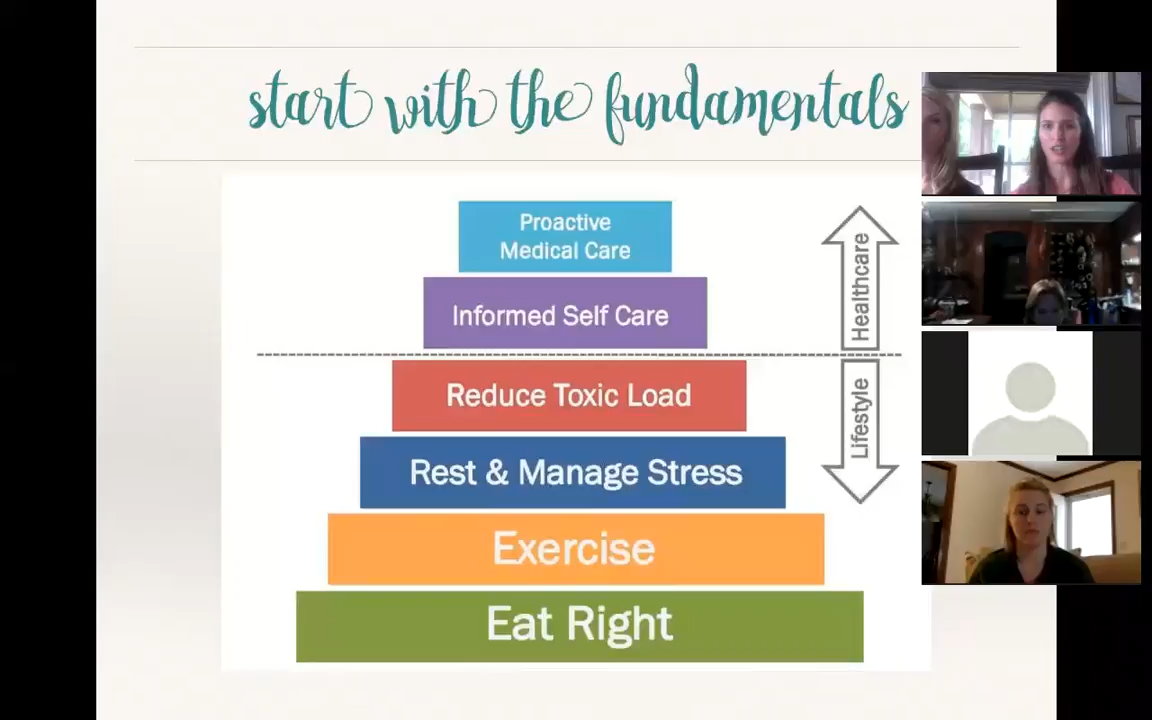 start with the fundamentals
Proactive
Medical Care
Informed Self Care
Reduce Toxic Load
Rest & Manage Stress
Exercise
Eat Right
Healthcare
Lifestyle